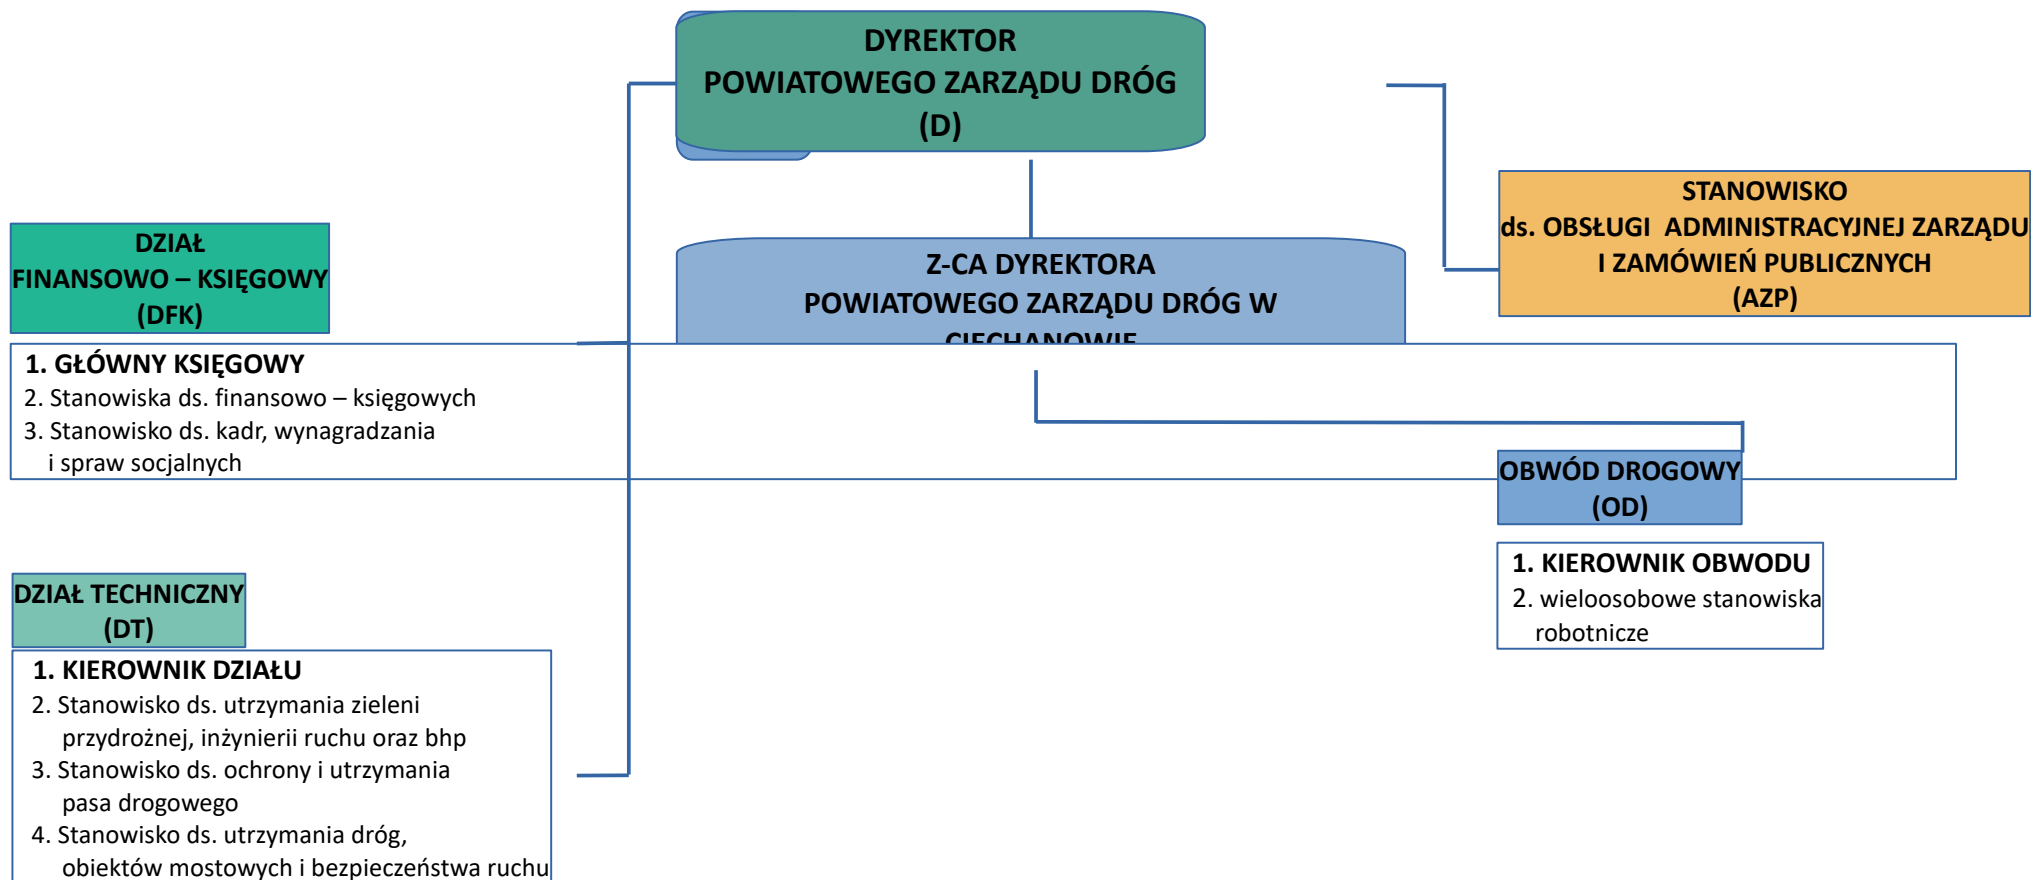 DYREKTOR
POWIATOWEGO ZARZĄDU DRÓG
(D)
STANOWISKO
ds. OBSŁUGI ADMINISTRACYJNEJ ZARZĄDU
I ZAMÓWIEŃ PUBLICZNYCH
(AZP)
DZIAŁ
FINANSOWO – KSIĘGOWY
(DFK)
Z-CA DYREKTORA
POWIATOWEGO ZARZĄDU DRÓG W
CIECHANOWIE
1. GŁÓWNY KSIĘGOWY
2. Stanowiska ds. finansowo – księgowych
3. Stanowisko ds. kadr, wynagradzania
i spraw socjalnych
OBWÓD DROGOWY
(OD)
1. KIEROWNIK OBWODU
2. wieloosobowe stanowiska
robotnicze
DZIAŁ TECHNICZNY
(DT)
1. KIEROWNIK DZIAŁU
2. Stanowisko ds. utrzymania zieleni
przydrożnej, inżynierii ruchu oraz bhp
3. Stanowisko ds. ochrony i utrzymania
pasa drogowego
4. Stanowisko ds. utrzymania dróg,
obiektów mostowych i bezpieczeństwa ruchu